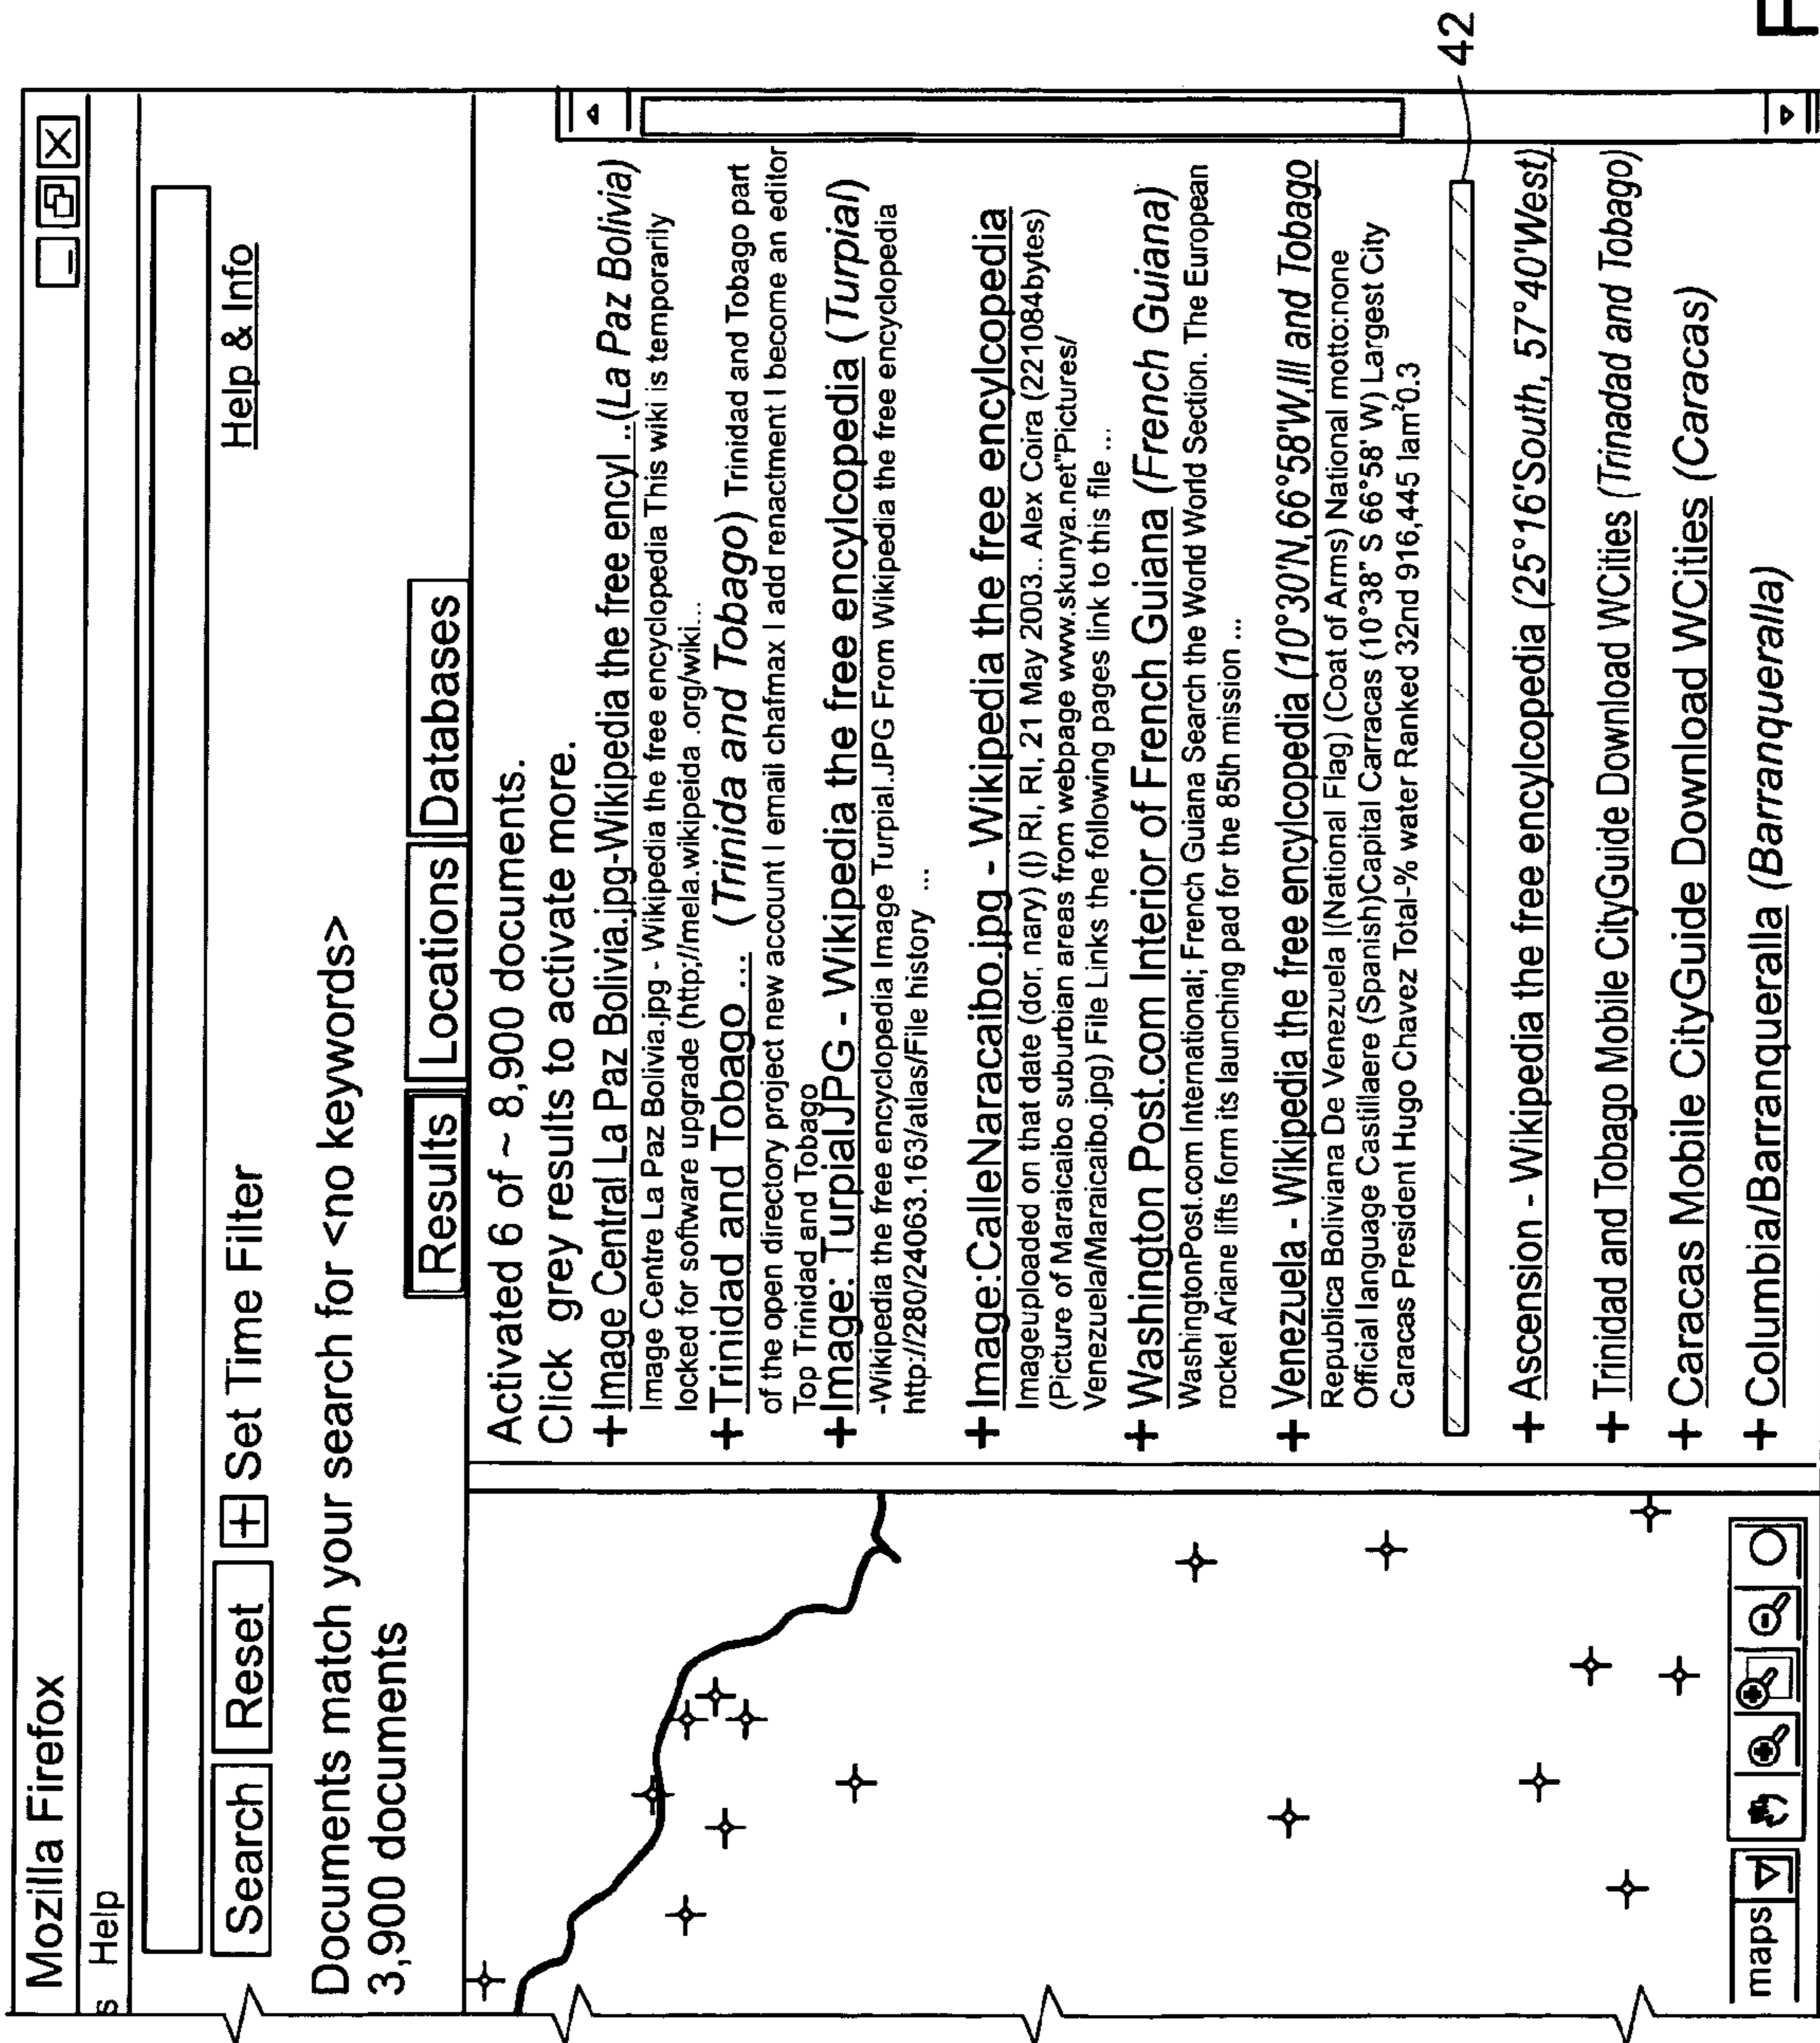 Mozilla Firefox
s Help
Search Reset + Set Time Filter Help & Info
Documents match your search for <no keywords>
3,900 documents
Results Locations Databases
Activated 6 of ~ 8,900 documents.
Click grey results to activate more.
+ Image Central La Paz Bolivia.jpg-Wikipedia the free encyl ..(La Paz Bolivia)
Image Centre La Paz Bolivia.jpg - Wikipedia the free encyclopedia This wiki is temporarily
locked for software upgrade (http;//mela.wikipeida .org/wiki...
+ Trinidad and Tobago ... (Trinida and Tobago) Trinidad and Tobago part
of the open directory project new account I email chafmax I add renactment I become an editor
Top Trinidad and Tobago
+ Image: TurpialJPG - Wikipedia the free encylcopedia (Turpial)
-Wikipedia the free encyclopedia Image Turpial.JPG From Wikipedia the free encyclopedia
http://280/24063.163/atlas/File history ...
+ Image:CalleNaracaibo.jpg - Wikipedia the free encylcopedia
Imageuploaded on that date (dor, nary) (I) RI, RI, 21 May 2003.. Alex Coira (221084bytes)
(Picture of Maraicaibo suburbian areas from webpage www.skunya.net"Pictures/
Venezuela/Maraicaibo.jpg) File Links the following pages link to this file ...
+ Washington Post.com Interior of French Guiana (French Guiana)
WashingtonPost.com International; French Guiana Search the World World Section. The European
rocket Ariane lifts form its launching pad for the 85th mission ...
+ Venezuela - Wikipedia the free encylcopedia (10°30'N,66°58'W,III and Tobago
Republica Boliviana De Venezuela |(National Flag) (Coat of Arms) National motto:none
Official language Castillaere (Spanish)Capital Carracas (10°38" S 66°58' W) Largest City
Caracas President Hugo Chavez Total-% water Ranked 32nd 916,445 lam²0.3
42
+ Ascension - Wikipedia the free encylcopedia (25°16'South, 57°40'West)
+ Trinidad and Tobago Mobile CityGuide Download WCities (Trinadad and Tobago)
+ Caracas Mobile CityGuide Download WCities (Caracas)
+ Columbia/Barranqueralla (Barranqueralla)
maps